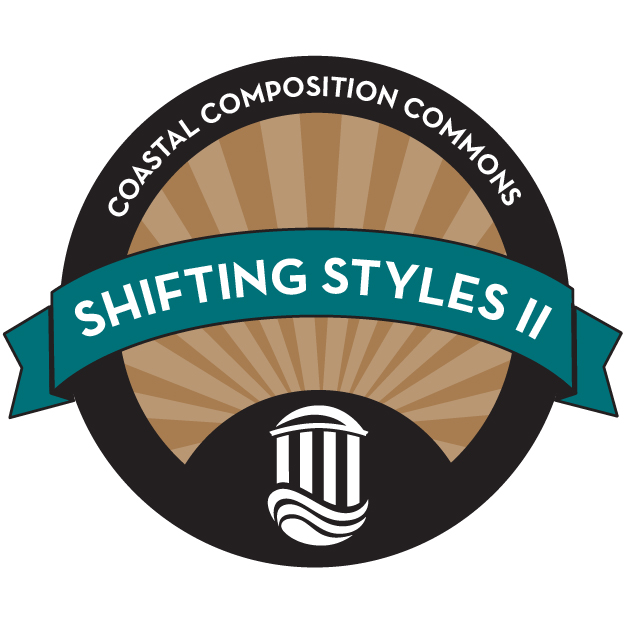 COASTAL COMPOSITION COMMONS
SHIFTING STYLES II